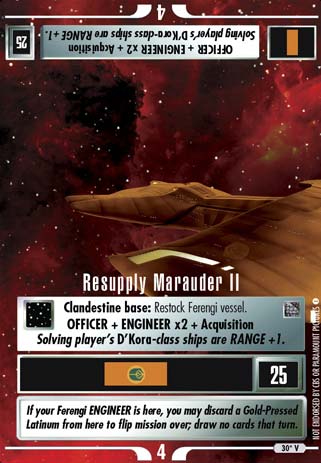 4
OFFICER + ENGINEER x2 + Acquisition
Solving player's D'Kora-class ships are RANGE +1.
25
Resupply Marauder II
Clandestine base: Restock Ferengi vessel.
OFFICER + ENGINEER x2 + Acquisition
Solving player's D'Kora-class ships are RANGE +1.
25
If your Ferengi ENGINEER is here, you may discard a Gold-Pressed
Latinum from here to flip mission over; draw no cards that turn.
4
30* V
NOT ENDORSED BY CBS OR PARAMOUNT PICTURES